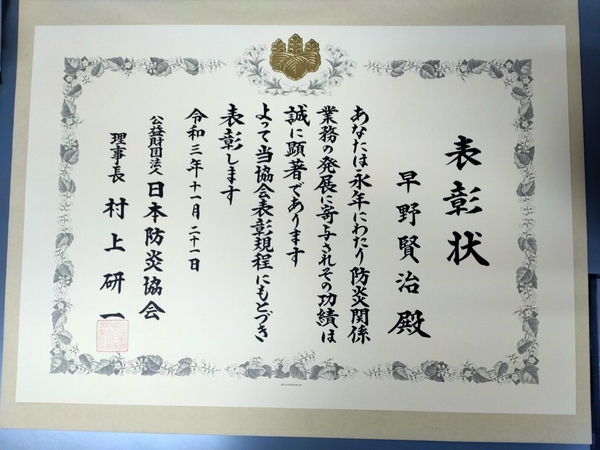 表彰状
早野賢治殿
あなたは永年にわたり防炎関係
業務の発展に寄与されその功績は
誠に顕著であります
よって当協会表彰規程にもとづき
表彰します
令和三年十一月二十一日
公益財団法人日本防炎協会
理事長 村上研一